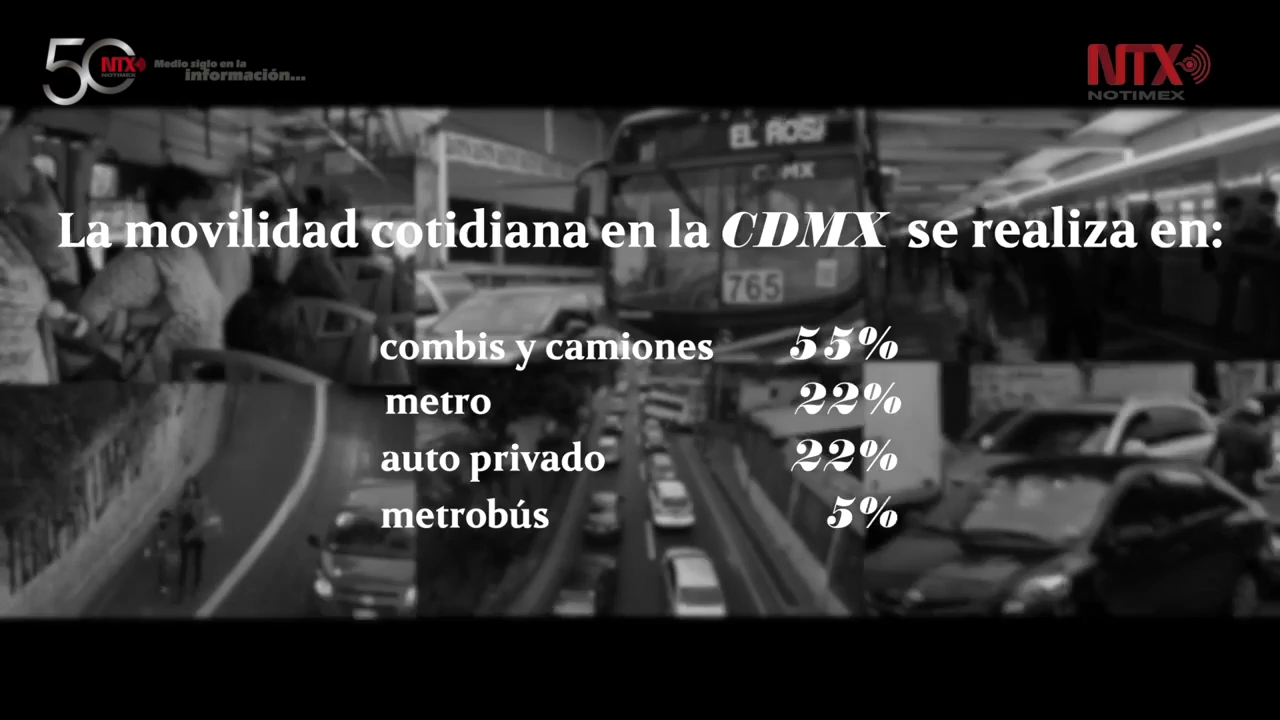 50 NTX NOTIMEX
Medio siglo en la
información...
NTX
NOTIMEX
EL ROS
CDMX
La movilidad cotidiana en la CDMX se realiza en:
765
combis y camiones 55%
metro 22%
auto privado 22%
metrobús 5%